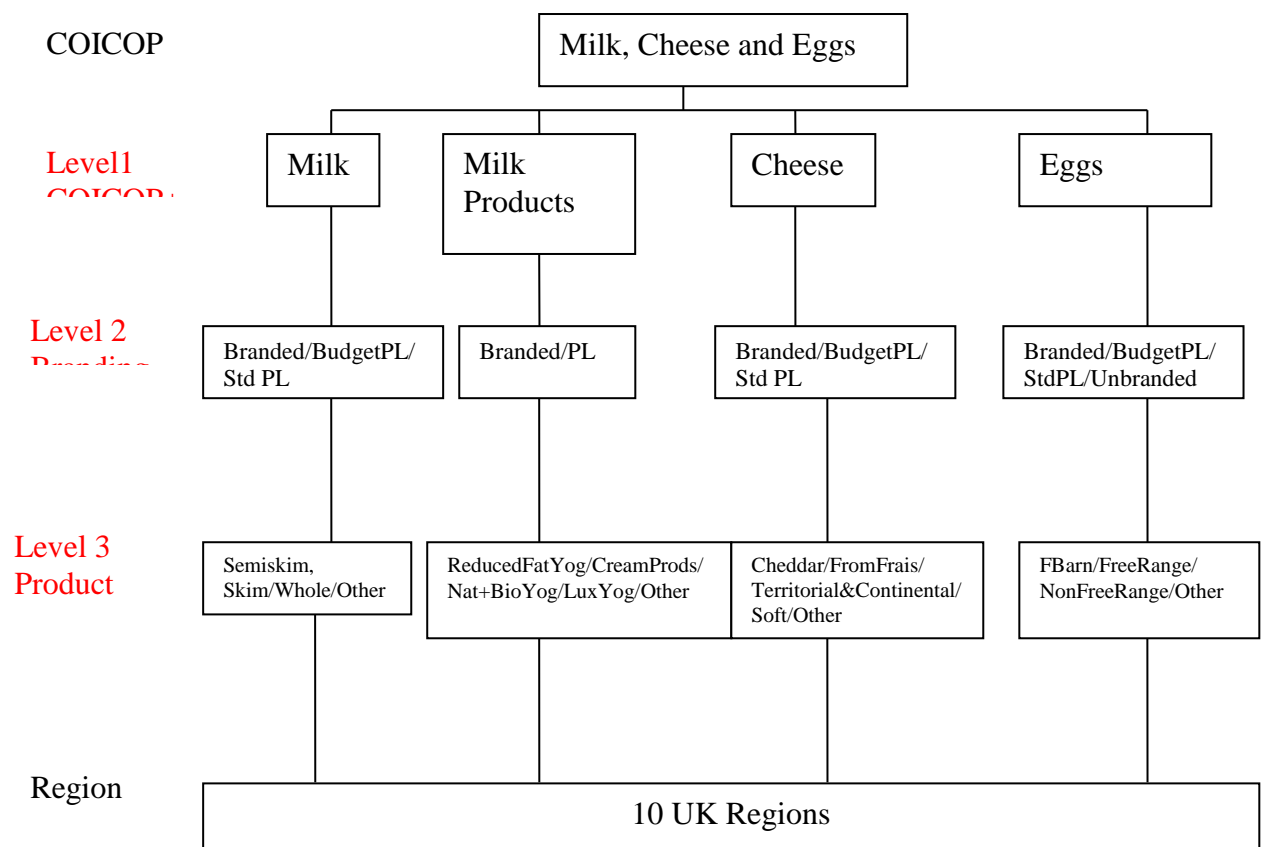 COICOP
Milk, Cheese and Eggs
Level1
Milk
Milk
Products
Cheese
Eggs
Level 2
Branded/BudgetPL/
Std PL
Branded/PL
Branded/BudgetPL/
Std PL
Branded/BudgetPL/
StdPL/Unbranded
Level 3
Product
Semiskim,
Skim/Whole/Other
ReducedFatYog/CreamProds/
Nat+BioYog/LuxYog/Other
Cheddar/FromFrais/
Territorial&Continental/
Soft/Other
FBarn/FreeRange/
NonFreeRange/Other
Region
10 UK Regions